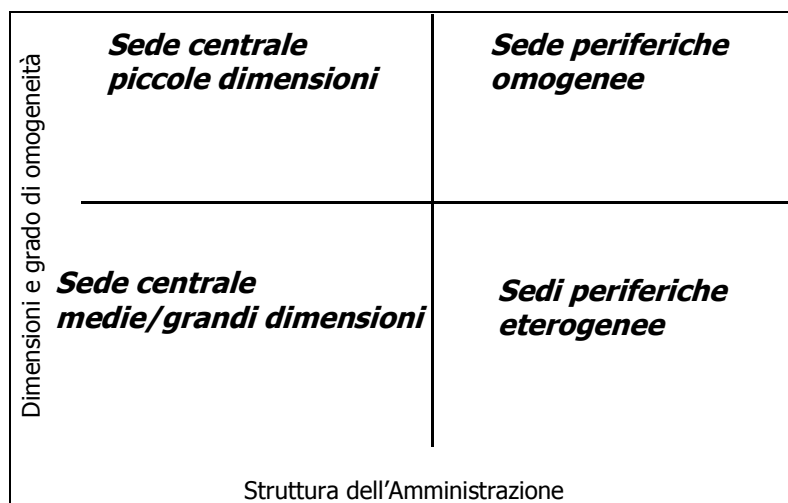 Sede centrale
piccole dimensioni
Sede periferiche
omogenee
Dimensioni e grado di omogeneità
Sede centrale
medie/grandi dimensioni
Sedi periferiche
eterogenee
Struttura dell'Amministrazione